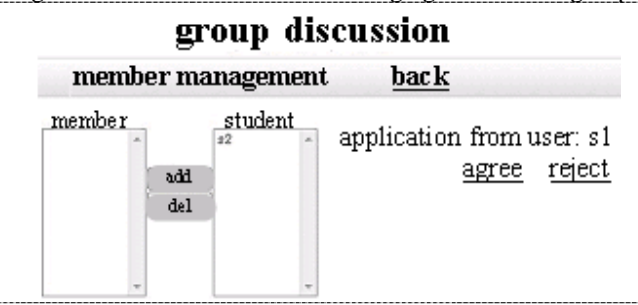 group discussion
member management back
member student application from user: s1
s2
add agree reject
del